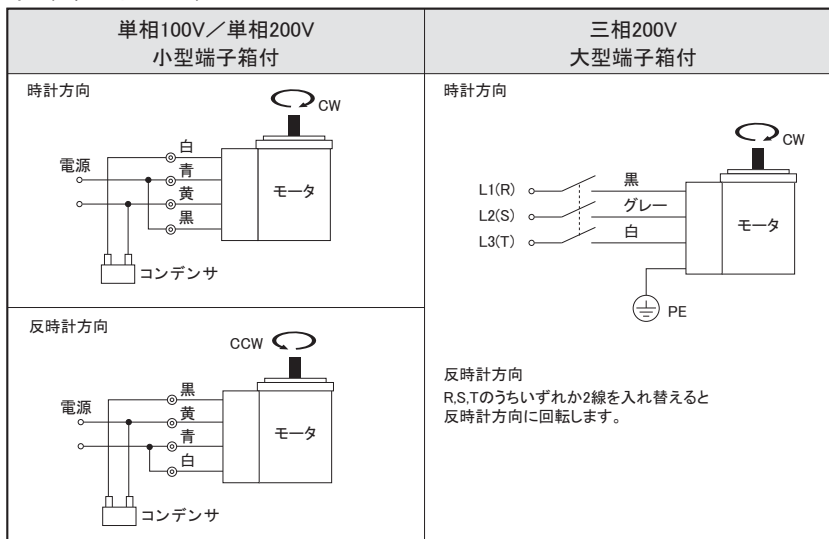 単相100V／単相200V
小型端子箱付
時計方向
CW
白
電源
青
黄
モータ
黒
コンデンサ
反時計方向
CCW
黒
電源
黄
青
モータ
白
コンデンサ
三相200V
大型端子箱付
時計方向
CW
黒
L1(R)
グレー
L2(S)
モータ
白
L3(T)
PE
反時計方向
R,S,Tのうちいずれか2線を入れ替えると
反時計方向に回転します。